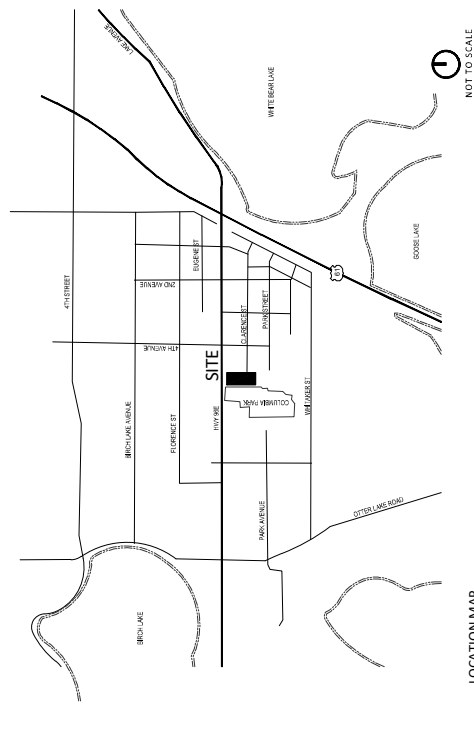 LAKE AVENUE
WHITE BEAR LAKE
NOT TO SCALE
4TH STREET
EUGENE ST
2ND AVENUE
GOOSE LAKE
61
CLARENCE ST
PARK STREET
4TH AVENUE
SITE
BIRCH LAKE AVENUE
FLORENCE ST
HWY 96E
COLUMBIA PARK
WHITAKER ST
PARK AVENUE
OTTER LAKE ROAD
BIRCH LAKE
LOCATION MAP